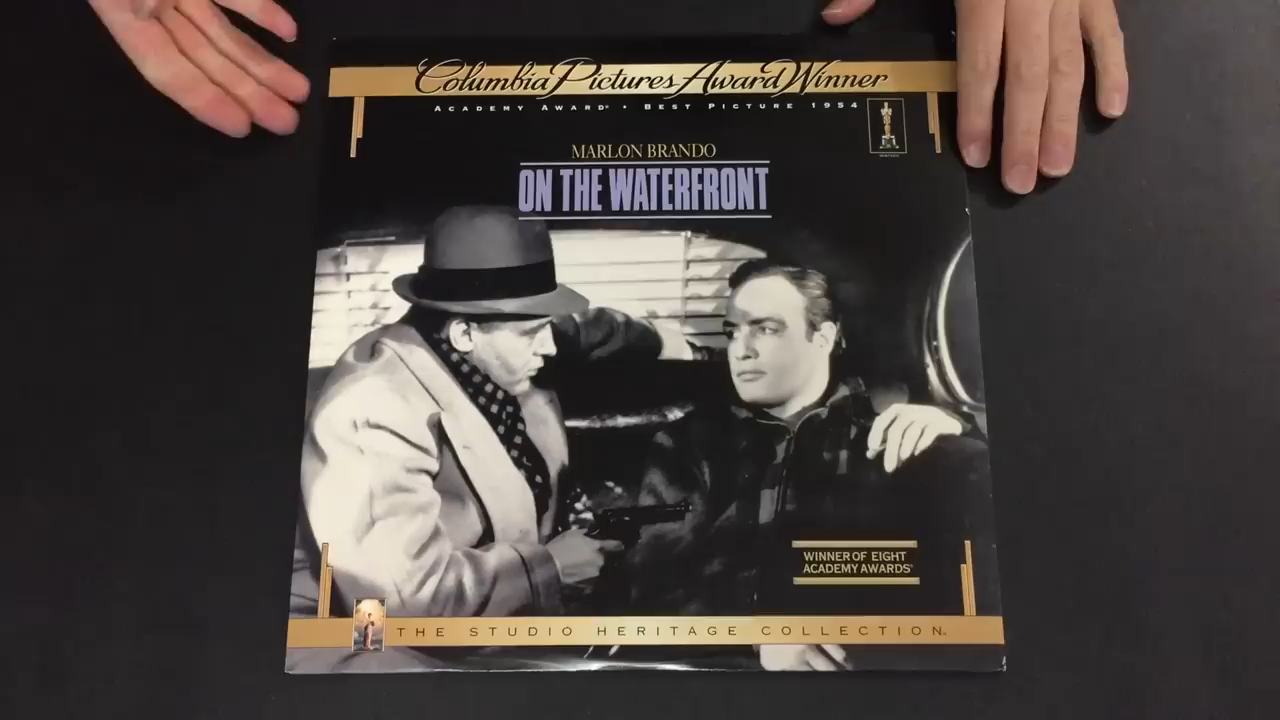 Columbia Pictures Award Winner
ACADEMY AWARD® • BEST PICTURE 1954
MARLON BRANDO
ON THE WATERFRONT
WINNER OF EIGHT
ACADEMY AWARDS®
THE STUDIO HERITAGE COLLECTION